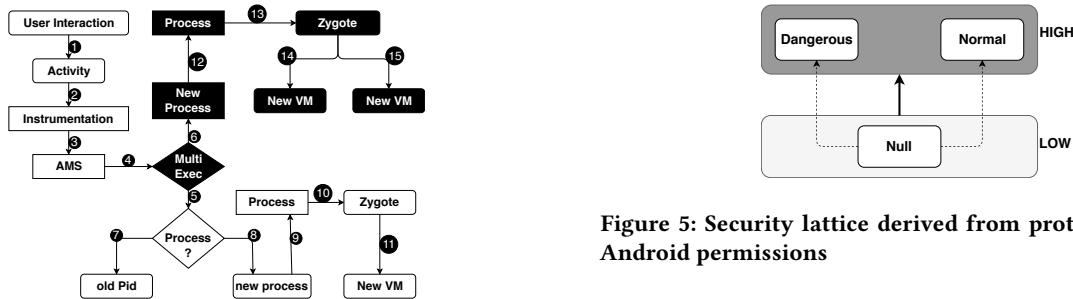 User Interaction
1
Activity
2
Instrumentation
3
AMS
4
Multi
Exec
6
New
Process
12
Process
13
Zygote
14
15
New VM
New VM
5
Process
?
7
old Pid
8
new process
9
Process
10
Zygote
11
New VM
Dangerous
Normal
HIGH
Null
LOW
Figure 5: Security lattice derived from prot
Android permissions